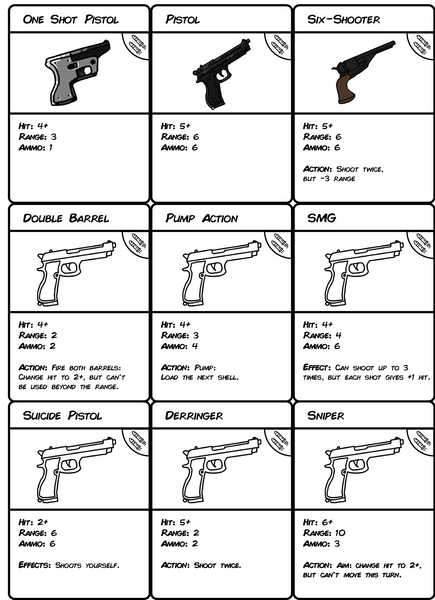 One Shot Pistol
Hit: 4+
Range: 3
Ammo: 1
Pistol
Hit: 5+
Range: 6
Ammo: 6
Six-Shooter
Hit: 5+
Range: 6
Ammo: 6
Action: Shoot twice,
but -3 range
Double Barrel
Hit: 4+
Range: 2
Ammo: 2
Action: Fire both barrels:
Change hit to 2+, but can't
be used beyond the range.
Pump Action
Hit: 4+
Range: 3
Ammo: 4
Action: Pump:
Load the next shell.
SMG
Hit: 4+
Range: 4
Ammo: 6
Effect: Can shoot up to 3
times, but each shot gives +1 hit.
Suicide Pistol
Hit: 2+
Range: 6
Ammo: 6
Effects: Shoots yourself.
Derringer
Hit: 5+
Range: 2
Ammo: 2
Action: Shoot twice.
Sniper
Hit: 6+
Range: 10
Ammo: 3
Action: Aim: change hit to 2+,
but can't move this turn.